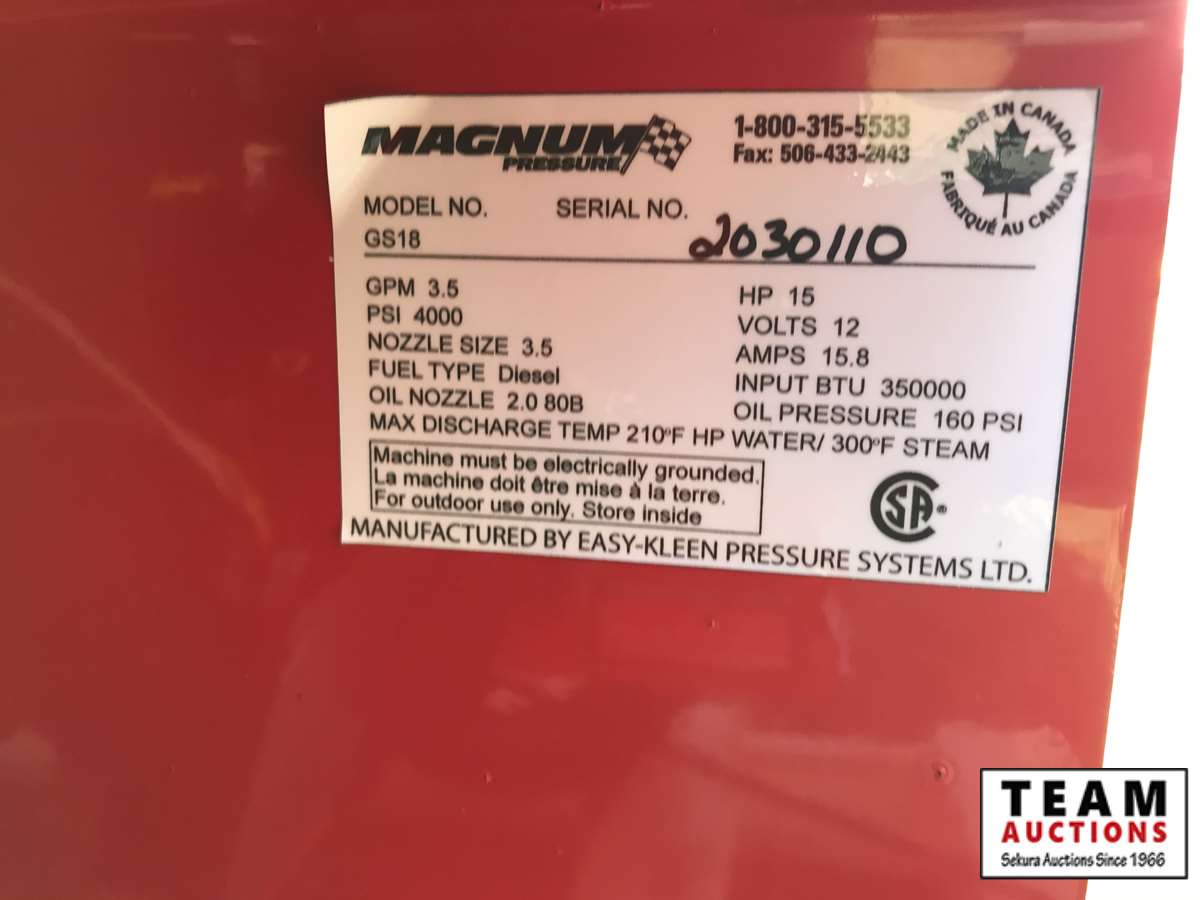 MAGNUM PRESSURE
1-800-315-5533
Fax: 506-433-2443
MADE IN CANADA
FABRIQUÉ AU CANADA
MODEL NO. SERIAL NO.
GS18 2030110
GPM 3.5 HP 15
PSI 4000 VOLTS 12
NOZZLE SIZE 3.5 AMPS 15.8
FUEL TYPE Diesel INPUT BTU 350000
OIL NOZZLE 2.0 80B OIL PRESSURE 160 PSI
MAX DISCHARGE TEMP 210°F HP WATER/ 300°F STEAM
Machine must be electrically grounded.
La machine doit être mise à la terre.
For outdoor use only. Store inside
CSA®
MANUFACTURED BY EASY-KLEEN PRESSURE SYSTEMS LTD.
TEAM
AUCTIONS
Sekura Auctions Since 1966